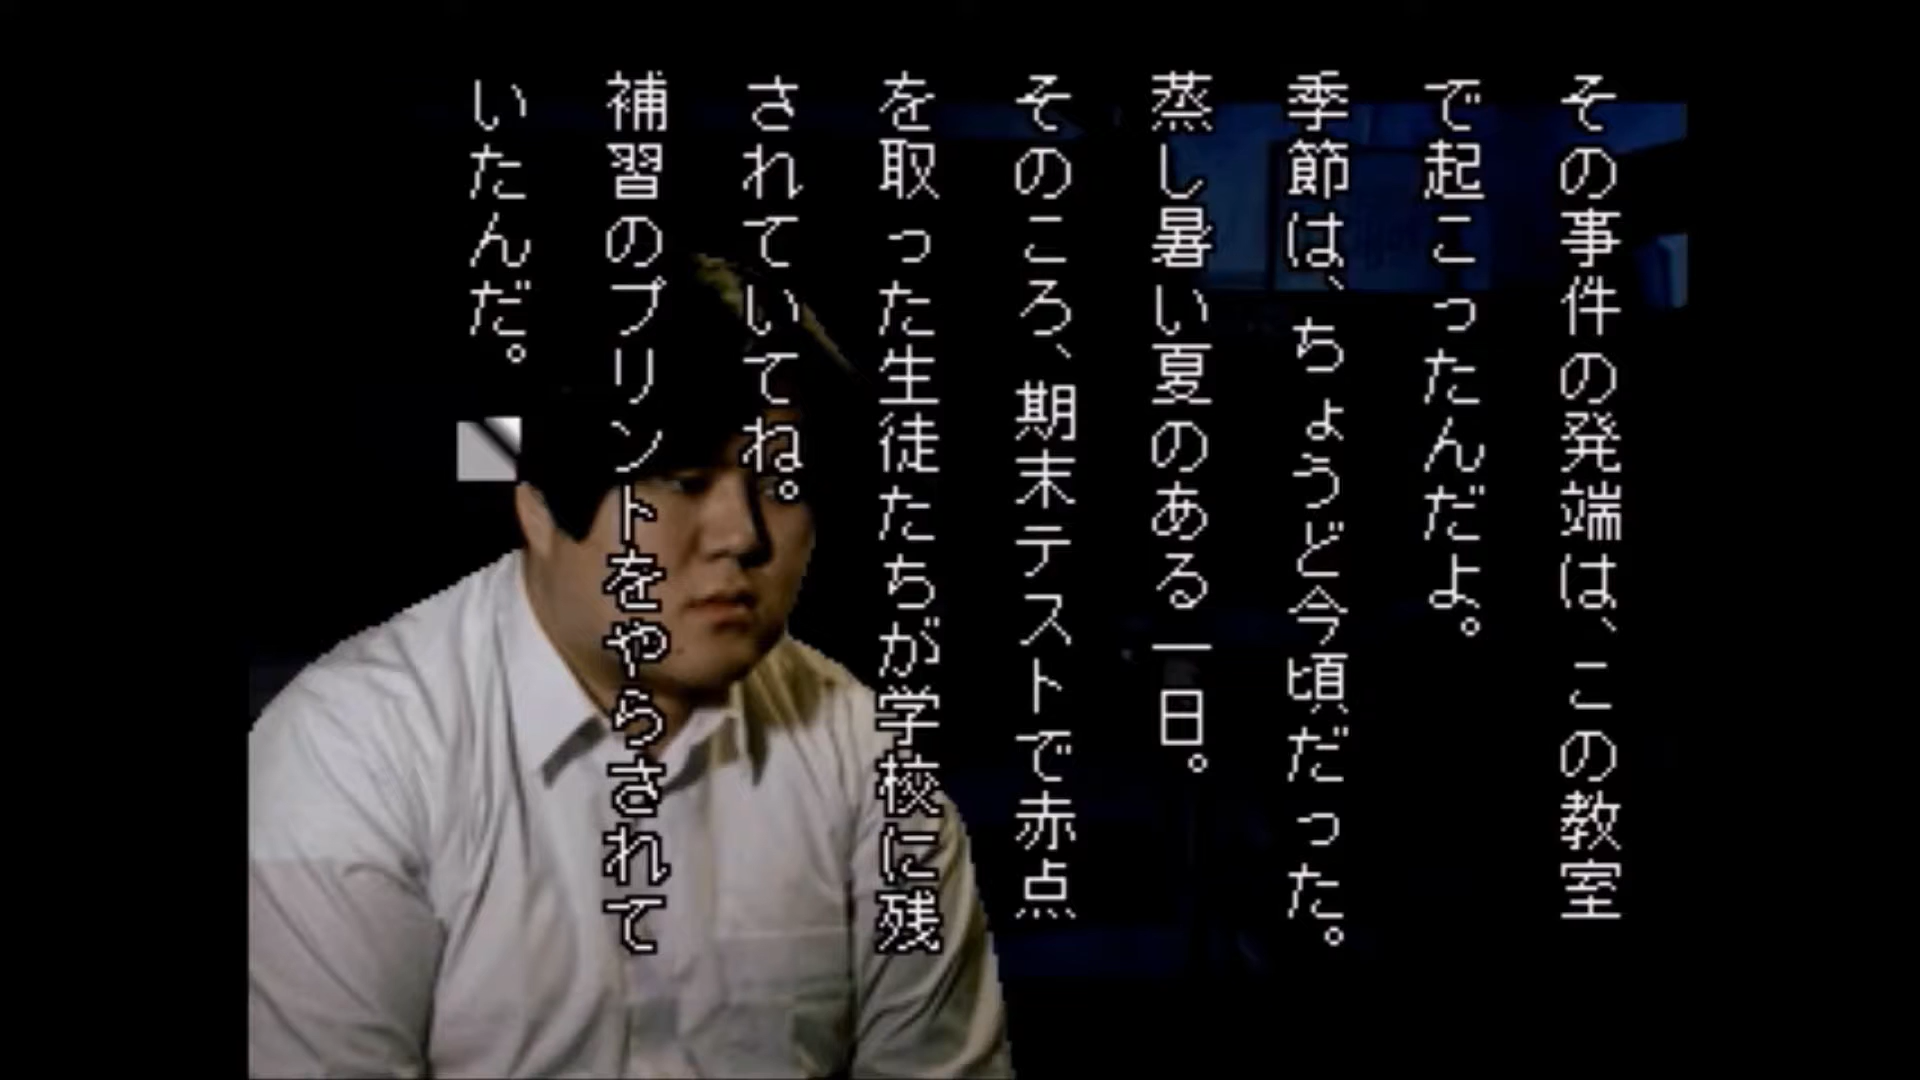 その事件の発端は、この教室
で起こったんだよ。
季節は、ちょうど今頃だった。
蒸し暑い夏のある一日。
そのころ、期末テストで赤点
を取った生徒たちが学校に残
されていてね。
補習のプリントをやらされて
いたんだ。